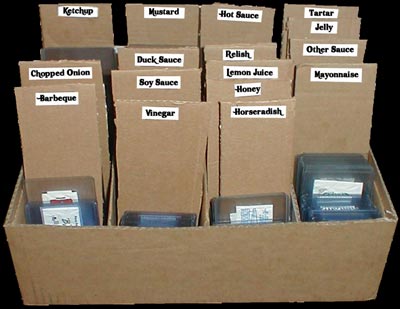 Ketchup
Mustard
Hot Sauce
Tartar
Jelly
Duck Sauce
Relish
Other Sauce
Chopped Onion
Soy Sauce
Lemon Juice
Mayonnaise
Honey
Barbeque
Vinegar
Horseradish